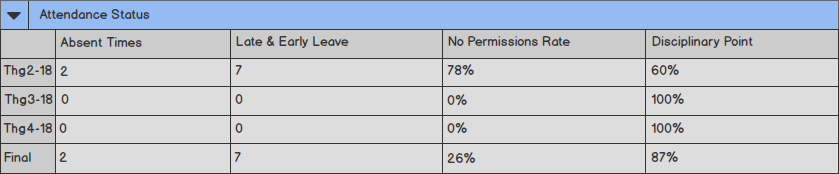 Attendance Status
Absent Times Late & Early Leave No Permissions Rate Disciplinary Point
Thg2-18 2 7 78% 60%
Thg3-18 0 0 0% 100%
Thg4-18 0 0 0% 100%
Final 2 7 26% 87%